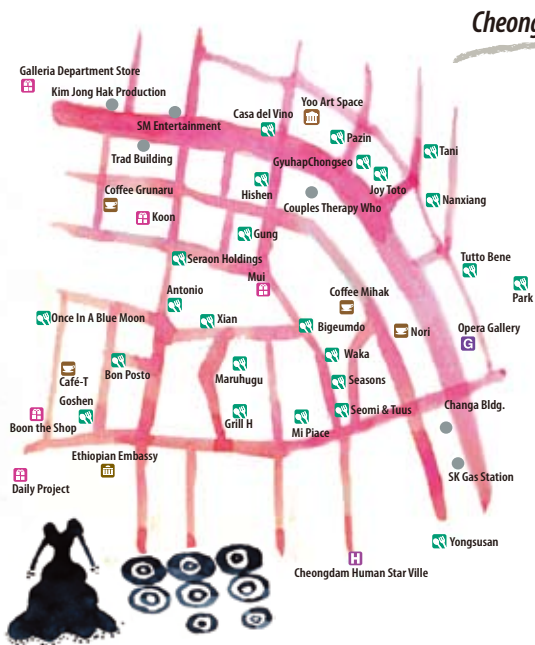 Cheong
Galleria Department Store
Kim Jong Hak Production
SM Entertainment
Casa del Vino
Yoo Art Space
Trad Building
Pazin
Tani
GyuhapChongseo
Joy Toto
Coffee Grunaru
Hishen
Nanxiang
Koon
Couples Therapy Who
Gung
Seraon Holdings
Tutto Bene
Mui
Antonio
Coffee Mihak
Park
Once In A Blue Moon
Xian
Bigeumdo
Nori
Opera Gallery
G
Waka
Café-T
Bon Posto
Maruhugu
Seasons
Goshen
Boon the Shop
Grill H
Mi Piace
Seomi & Tuus
Changa Bldg.
Ethiopian Embassy
Daily Project
SK Gas Station
Yongsusan
H
Cheongdam Human Star Ville